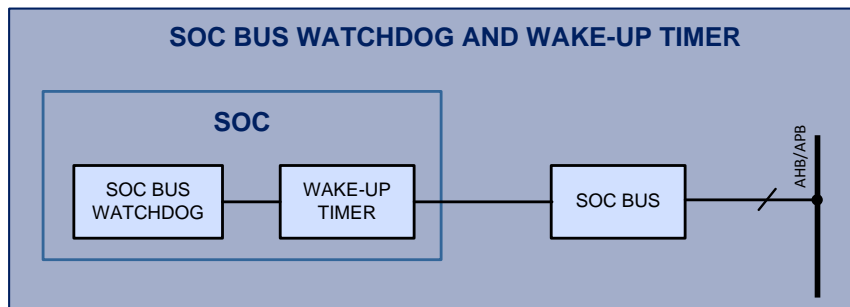 SOC BUS WATCHDOG AND WAKE-UP TIMER
SOC
SOC BUS
WATCHDOG
WAKE-UP
TIMER
SOC BUS
AHB/APB